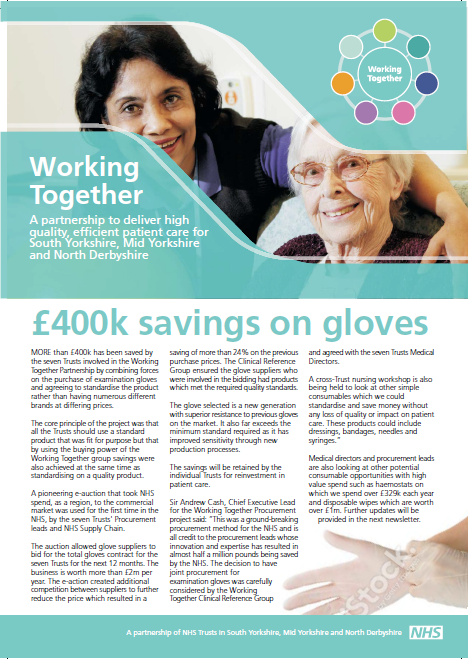 Working
Together
Working
Together
A partnership to deliver high
quality, efficient patient care for
South Yorkshire, Mid Yorkshire
and North Derbyshire
£400k savings on gloves
MORE than £400k has been saved by
the seven Trusts involved in the Working
Together Partnership by combining forces
on the purchase of examination gloves
and agreeing to standardise the product
rather than having numerous different
brands at differing prices.
The core principle of the project was that
all the Trusts should use a standard
product that was fit for purpose but that
by using the buying power of the
Working Together group savings were
also achieved at the same time as
standardising on a quality product.
A pioneering e-auction that took NHS
spend, as a region, to the commercial
market was used for the first time in the
NHS, by the seven Trusts' Procurement
leads and NHS Supply Chain.
The auction allowed glove suppliers to
bid for the total gloves contract for the
seven Trusts for the next 12 months. The
business is worth more than £2m per
year. The e-action created additional
competition between suppliers to further
reduce the price which resulted in a
saving of more than 24% on the previous
purchase prices. The Clinical Reference
Group ensured the glove suppliers who
were involved in the bidding had products
which met the required quality standards.
The glove selected is a new generation
with superior resistance to previous gloves
on the market. It also far exceeds the
minimum standard required as it has
improved sensitivity through new
production processes.
The savings will be retained by the
individual Trusts for reinvestment in
patient care.
Sir Andrew Cash, Chief Executive Lead
for the Working Together Procurement
project said: "This was a ground-breaking
procurement method for the NHS and is
all credit to the procurement leads whose
innovation and expertise has resulted in
almost half a million pounds being saved
by the NHS. The decision to have
joint procurement for
examination gloves was carefully
considered by the Working
Together Clinical Reference Group
and agreed with the seven Trusts Medical
Directors.
A cross-Trust nursing workshop is also
being held to look at other simple
consumables which we could
standardise and save money without
any loss of quality or impact on patient
care. These products could include
dressings, bandages, needles and
syringes."
Medical directors and procurement leads
are also looking at other potential
consumable opportunities with high
value spend such as haemostats on
which we spend over £329k each year
and disposable wipes which are worth
over £1m. Further updates will be
provided in the next newsletter.
A partnership of NHS Trusts in South Yorkshire, Mid Yorkshire and North Derbyshire
NHS